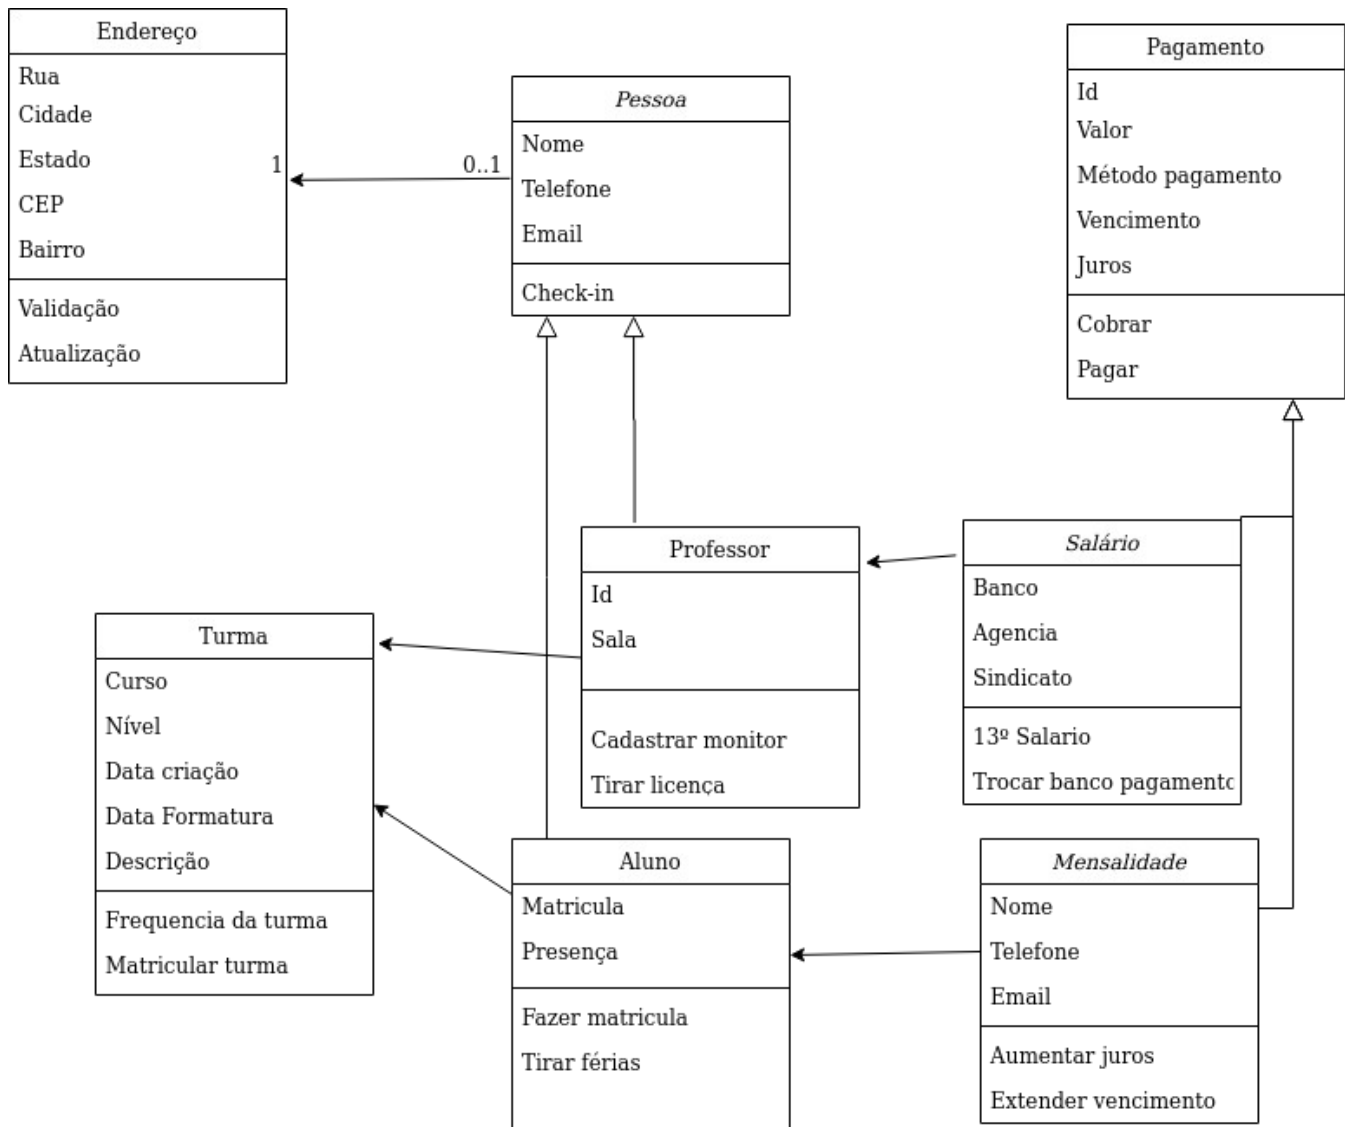 Endereço
Rua
Cidade
Estado
CEP
Bairro
Validação
Atualização
1
0..1
Pessoa
Nome
Telefone
Email
Check-in
Pagamento
Id
Valor
Método pagamento
Vencimento
Juros
Cobrar
Pagar
Professor
Id
Sala
Cadastrar monitor
Tirar licença
Salário
Banco
Agencia
Sindicato
13º Salario
Trocar banco pagamento
Turma
Curso
Nível
Data criação
Data Formatura
Descrição
Frequencia da turma
Matricular turma
Aluno
Matricula
Presença
Fazer matricula
Tirar férias
Mensalidade
Nome
Telefone
Email
Aumentar juros
Extender vencimento